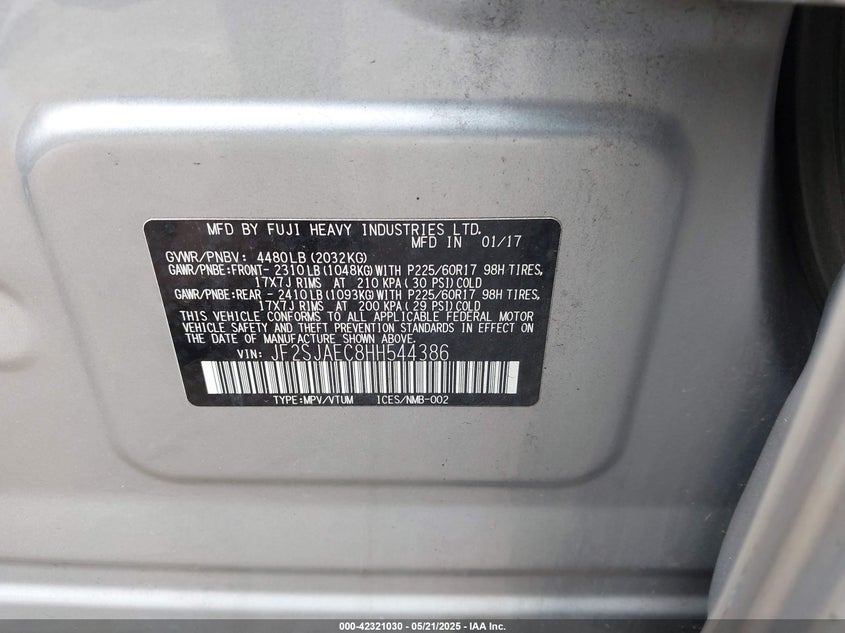 MFD BY FUJI HEAVY INDUSTRIES LTD.
MFD IN 01/17
GVWR/PNBV: 4480LB(2032KG)
GAWR/PNBE:FRONT- 2310LB(1048KG)WITH P225/60R17 98H TIRES,
17X7J RIMS AT 210 KPA(30 PSI)COLD
GAWR/PNBE:REAR - 2410LB(1093KG)WITH P225/60R17 98H TIRES,
17X7J RIMS AT 200 KPA(29 PSI)COLD
THIS VEHICLE CONFORMS TO ALL APPLICABLE FEDERAL MOTOR
VEHICLE SAFETY AND THEFT PREVENTION STANDARDS IN EFFECT ON
THE DATE OF MANUFACTURE SHOWN ABOVE.
VIN: JF2SJAEC8HH544386
TYPE:MPV/VTUM ICES/NMB-002
000-42321030 - 05/21/2025 - IAA Inc.